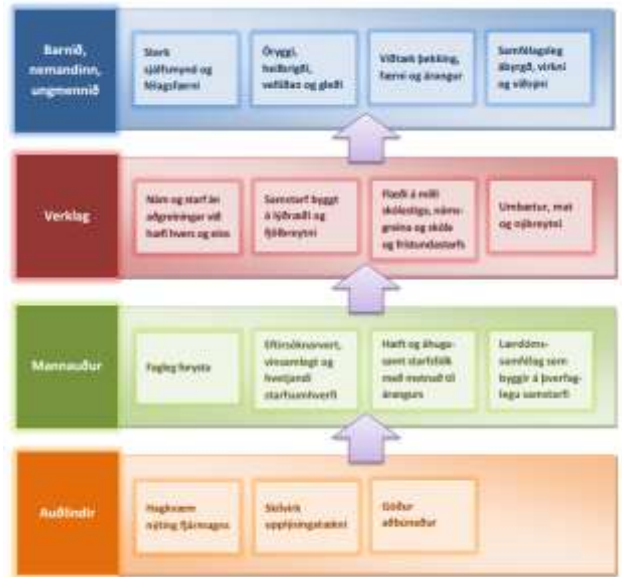 Barnið,
nemandinn,
ungmennið
Sterk
sjálfsmynd og
félagsfærni
Öryggi,
heilbrigði,
vellíðan og gleði
Víðtæk þekking,
færni og árangur
Samfélagsleg
ábyrgð, virkni
og víðsýni
Verklag
Nám og starf án
aðgreiningar við
hæfi hvers og eins
Samstarf byggt
á lýðræði og
fjölbreytni
Flæði á milli
skólastiga, náms-
greina og skóla
og frístundastarfs
Umbætur, mat
og nýbreytni
Mannauður
Fagleg forysta
Eftirsóknarvert,
vinsamlegt og
hvetjandi
starfsumhverfi
Hæft og áhuga-
samt starfsfólk
með metnað til
árangurs
Lærdóms-
samfélag sem
byggir á þverfag-
legu samstarfi
Auðlindir
Hagkvæm
nýting fjármagns
Skilvirk
upplýsingatækni
Góður
aðbúnaður